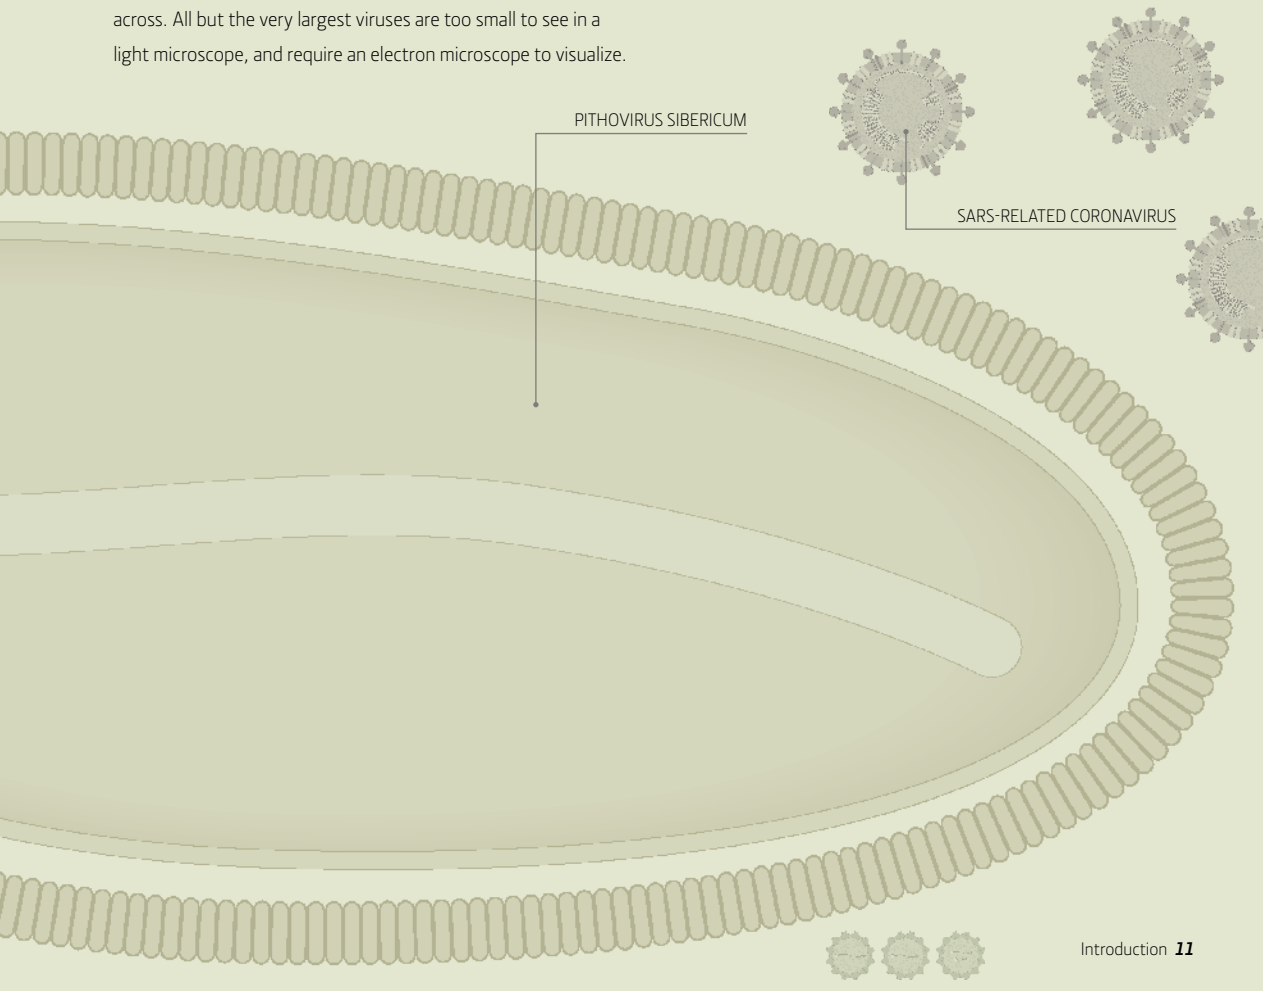 across. All but the very largest viruses are too small to see in a
light microscope, and require an electron microscope to visualize.
PITHOVIRUS SIBERICUM
SARS-RELATED CORONAVIRUS
Introduction 11